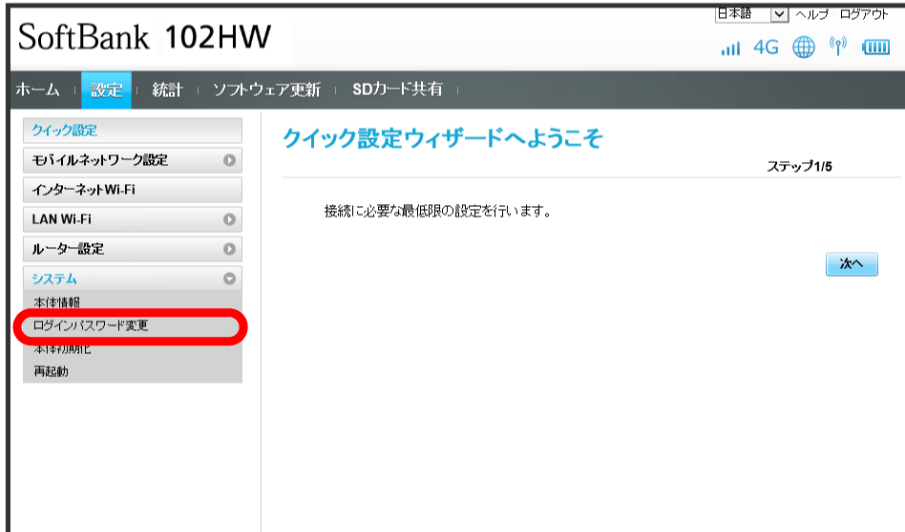 日本語 ヘルプ ログアウト
SoftBank 102HW
4G
ホーム 設定 統計 ソフトウェア更新 SDカード共有
クイック設定
モバイルネットワーク設定
インターネットWi-Fi
LAN Wi-Fi
ルーター設定
システム
本体情報
ログインパスワード変更
本体初期化
再起動
クイック設定ウィザードへようこそ
ステップ1/5
接続に必要な最低限の設定を行います。
次へ